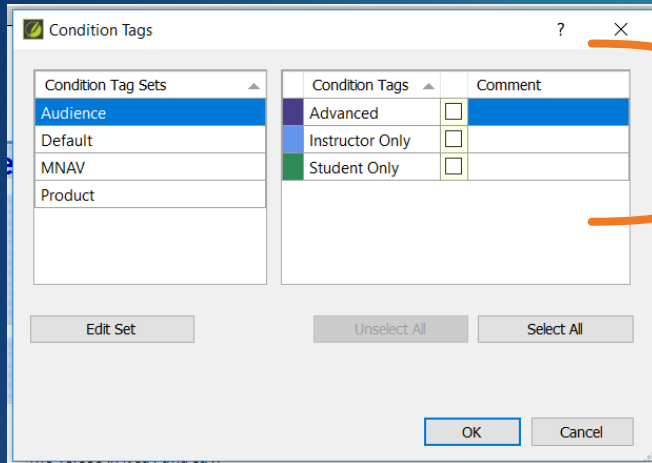 Condition Tags ?
Condition Tag Sets
Audience
Default
MNAV
Product
Condition Tags Comment
Advanced
Instructor Only
Student Only
Edit Set
Unselect All
Select All
OK
Cancel